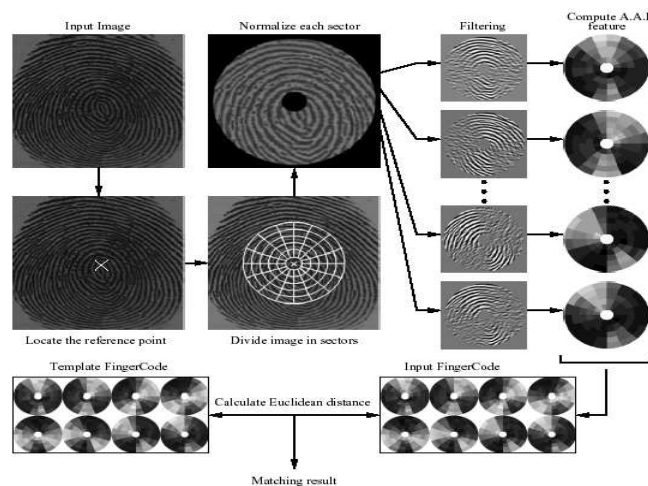 Input Image
Normalize each sector
Filtering
Compute A.A.D
feature
Locate the reference point
Divide image in sectors
Template FingerCode
Input FingerCode
Calculate Euclidean distance
Matching result